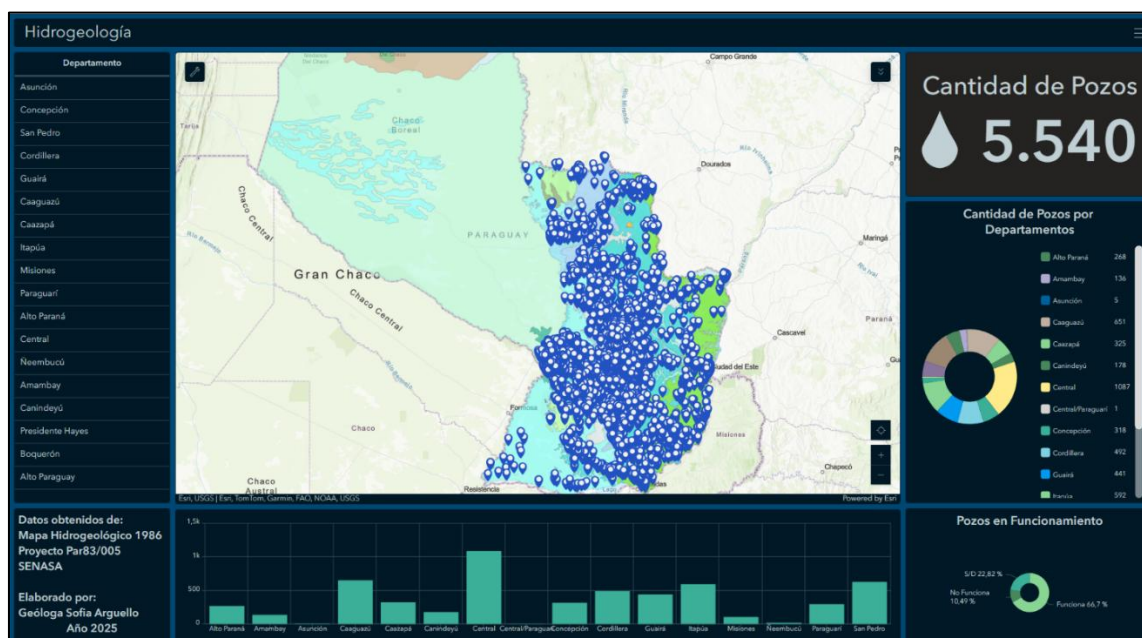 Hidrogeología
Departamento
Asunción
Concepción
San Pedro
Cordillera
Guairá
Caaguazú
Caazapá
Itapúa
Misiones
Paraguarí
Alto Paraná
Central
Ñeembucú
Amambay
Canindeyú
Presidente Hayes
Boquerón
Alto Paraguay
Datos obtenidos de:
Mapa Hidrogeológico 1986
Proyecto Par83/005
SENASA
Elaborado por:
Geóloga Sofia Arguello
Año 2025
Campo Grande
Tarija
Chaco
Boreal
Dourados
Chaco Central
PARAGUAY
Gran Chaco
Chaco Central
Maringá
Paraná
Cascavel
Ciudad del Este
Formosa
Chaco
Misiones
Chapecó
Chaco
Austral
Resistencia
Esri, USGS | Esri, TomTom, Garmin, FAO, NOAA, USGS
Powered by Esri
1,5k
1k
500
0
Alto Paraná
Amambay
Asunción
Caaguazú
Caazapá
Canindeyú
Central
Central/Paraguarí
Concepción
Cordillera
Guairá
Itapúa
Misiones
Ñeembucú
Paraguarí
San Pedro
Cantidad de Pozos
5.540
Cantidad de Pozos por
Departamentos
Alto Paraná 268
Amambay 136
Asunción 5
Caaguazú 651
Caazapá 325
Canindeyú 178
Central 1087
Central/Paraguarí 1
Concepción 318
Cordillera 492
Guairá 441
Itapúa 592
Pozos en Funcionamiento
S/D 22,82 %
No Funciona
10,49 %
Funciona 66,7 %